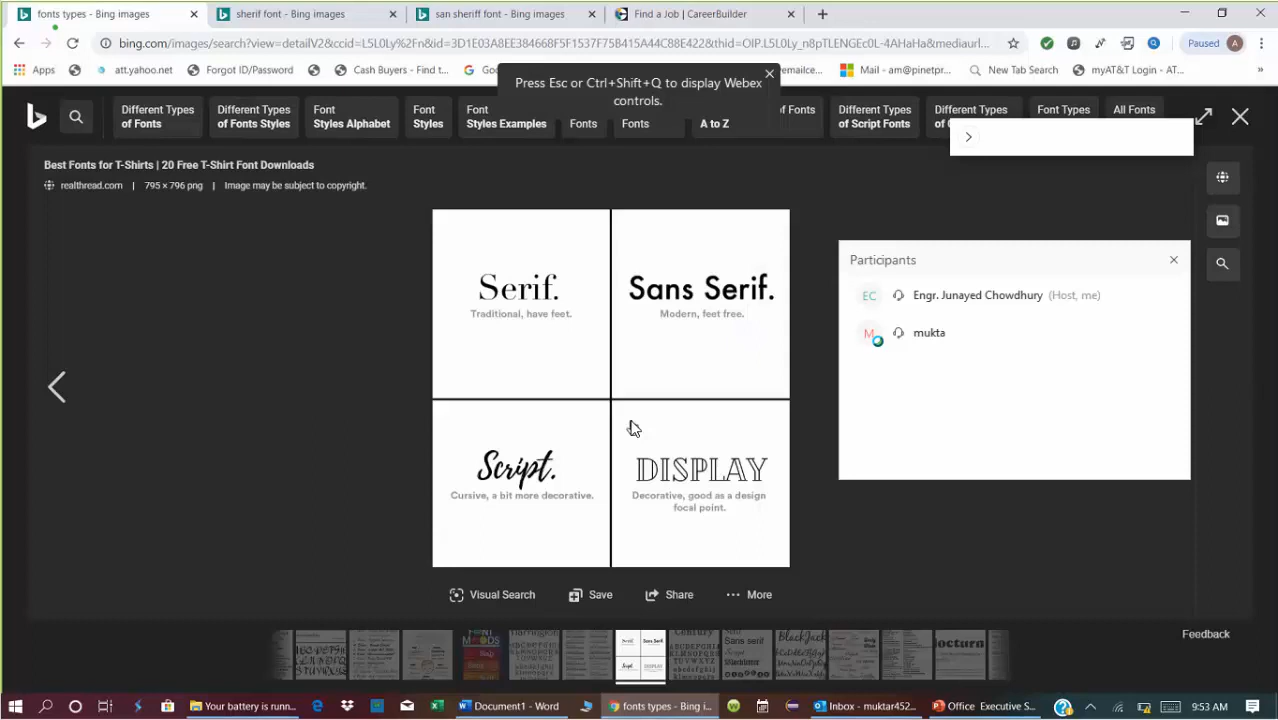 fonts types - Bing images
sherif font - Bing images
san sheriff font - Bing images
Find a Job | CareerBuilder
bing.com/images/search?view=detailV2&ccid=L5L0Ly%2Fn&id=3D1E03A8EE384668F5F1537F75B415A44C88E422&thid=OIP.L5L0Ly_n8pTLENGEc0L-4AHaHa&mediaurl...
Paused
A
Apps
att.yahoo.net
Forgot ID/Password
Cash Buyers - Find t...
Goo
emailce...
Mail - am@pinetpr...
New Tab Search
myAT&T Login - AT...
Press Esc or Ctrl+Shift+Q to display Webex
controls.
Different Types
of Fonts
Different Types
of Fonts Styles
Font
Styles Alphabet
Font
Styles
Font
Styles Examples
Fonts
Fonts
A to Z
of Fonts
Different Types
of Script Fonts
Different Types
Font Types
All Fonts
Best Fonts for T-Shirts | 20 Free T-Shirt Font Downloads
realthread.com | 795 × 796 png | Image may be subject to copyright.
Serif.
Traditional, have feet.
Sans Serif.
Modern, feet free.
Script.
Cursive, a bit more decorative.
DISPLAY
Decorative, good as a design
focal point.
Participants
EC
Engr. Junayed Chowdhury (Host, me)
M
mukta
Visual Search
Save
Share
More
Feedback
Your battery is runn...
Document1 - Word
fonts types - Bing i...
Inbox - muktar452...
Office Executive S...
9:53 AM